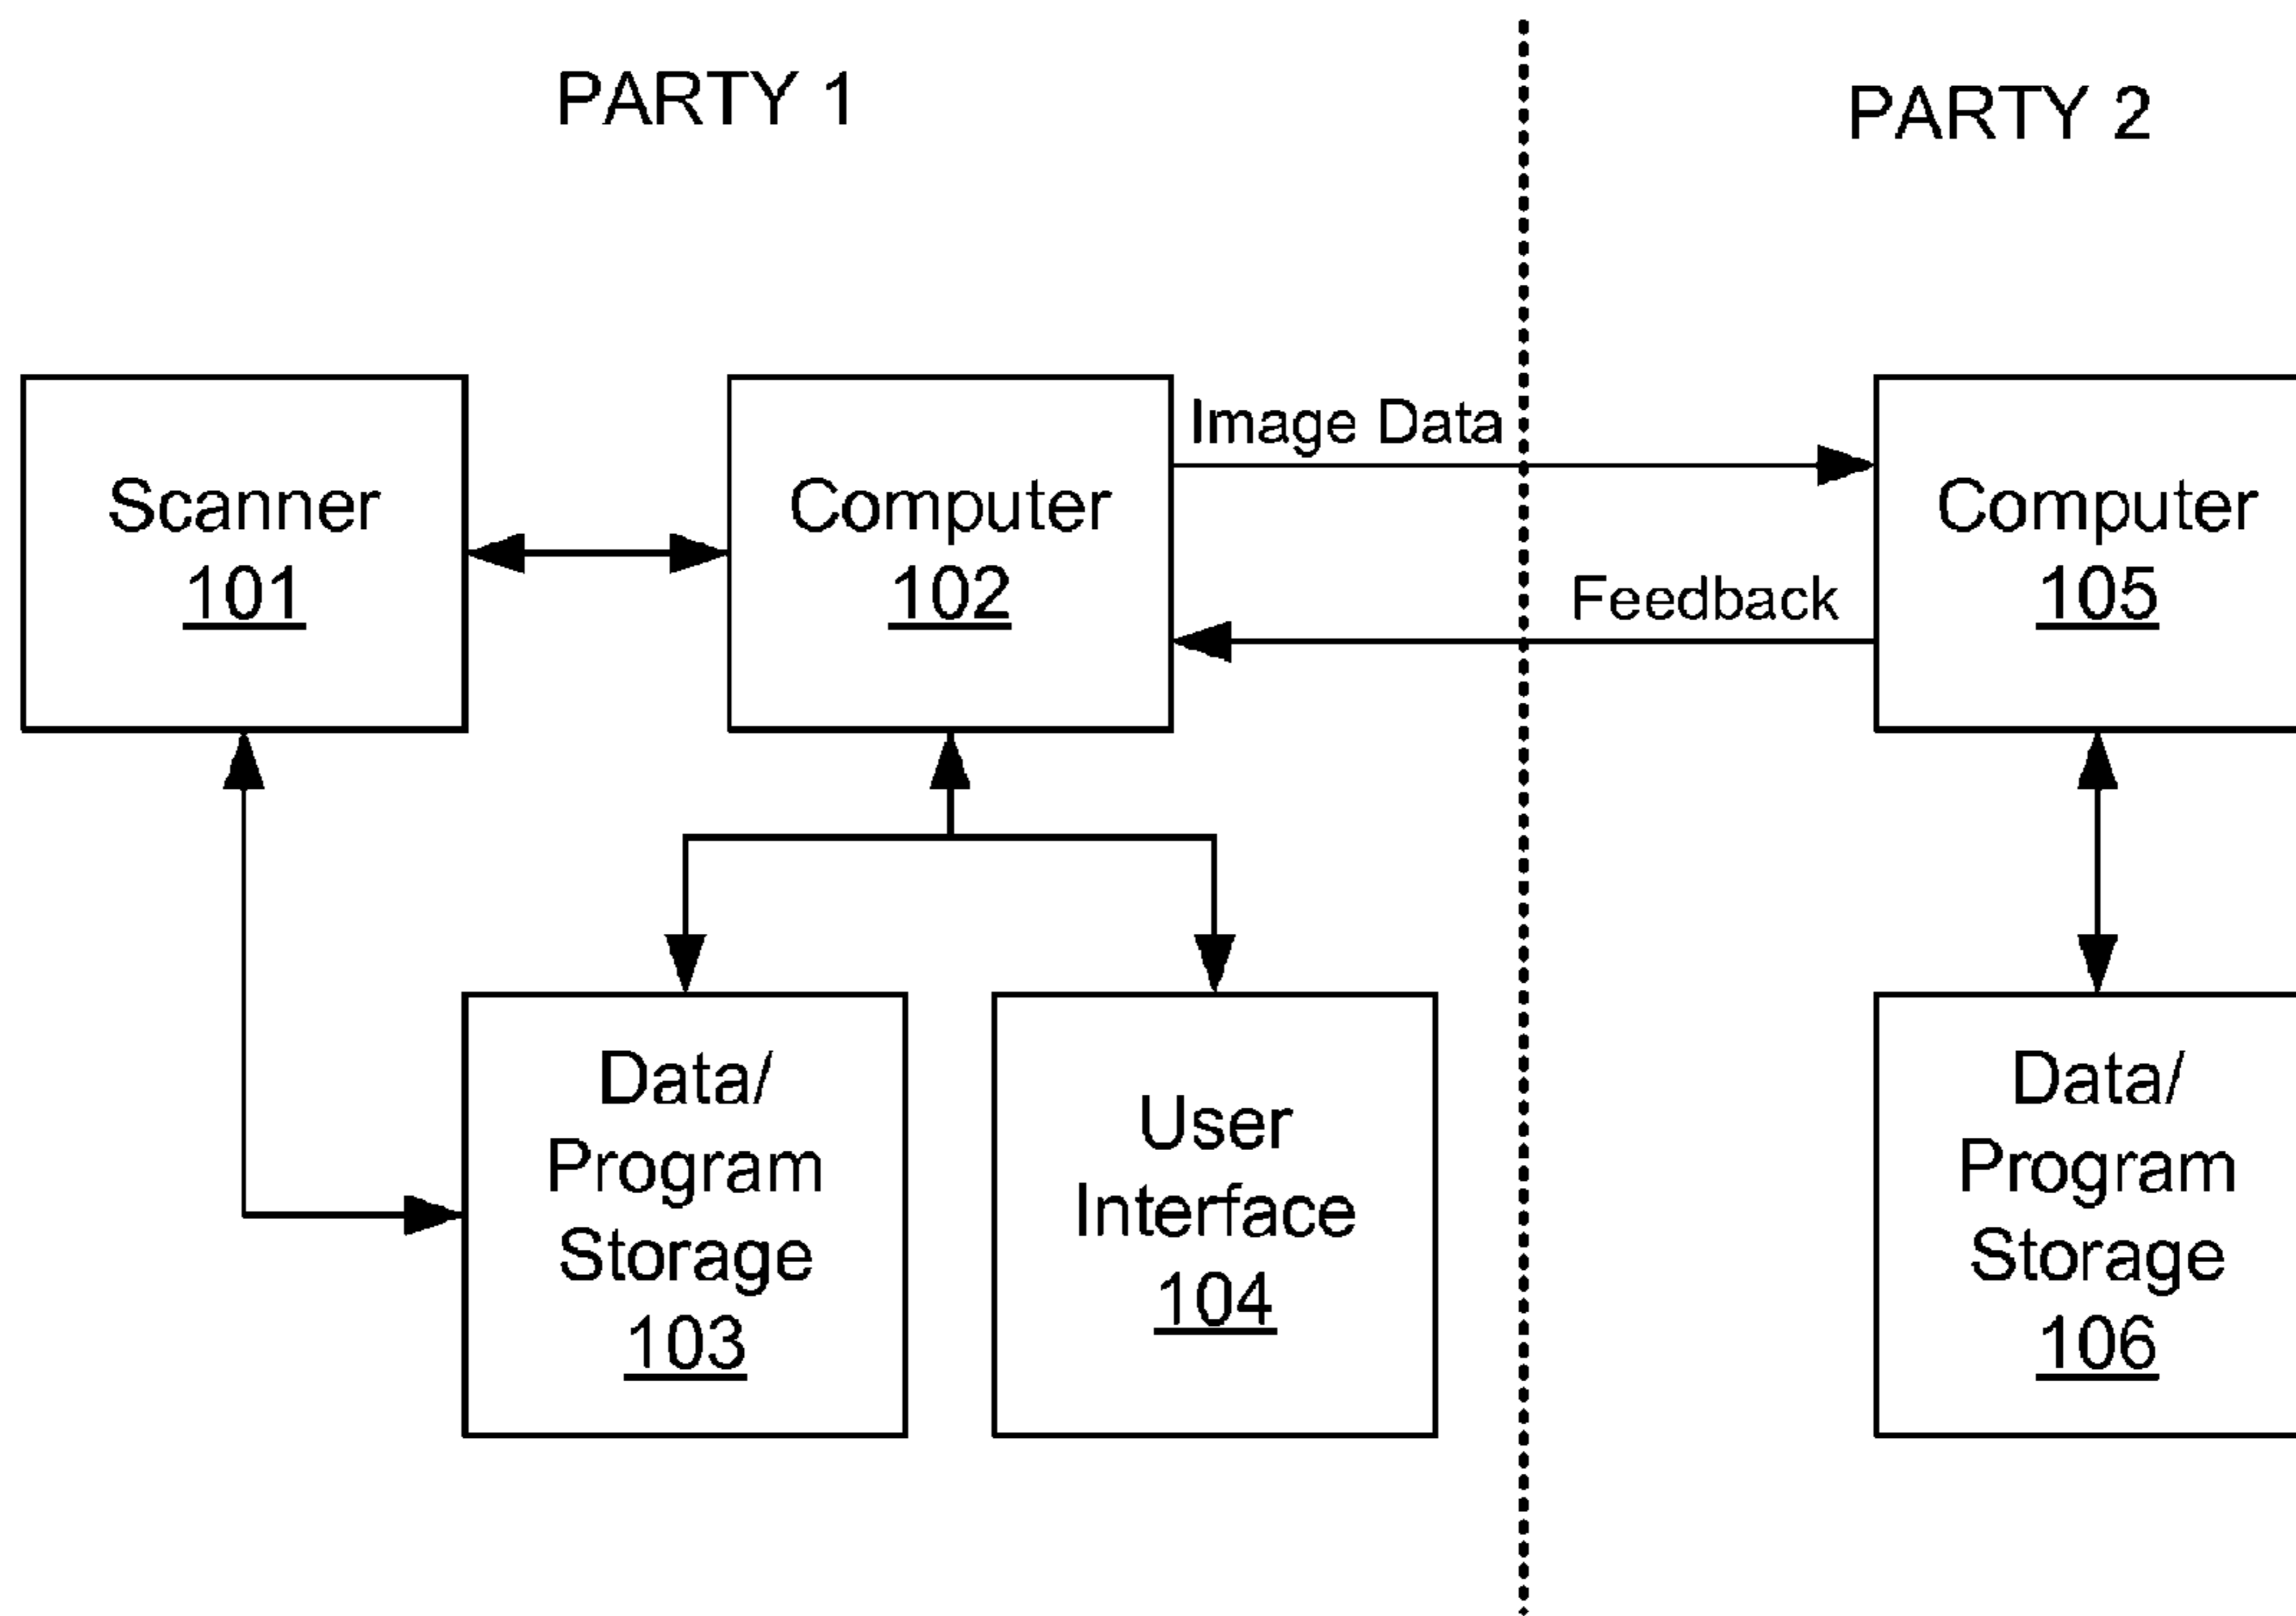 PARTY 1
PARTY 2
Scanner
101
Computer
102
Image Data
Feedback
Computer
105
Data/
Program
Storage
103
User
Interface
104
Data/
Program
Storage
106